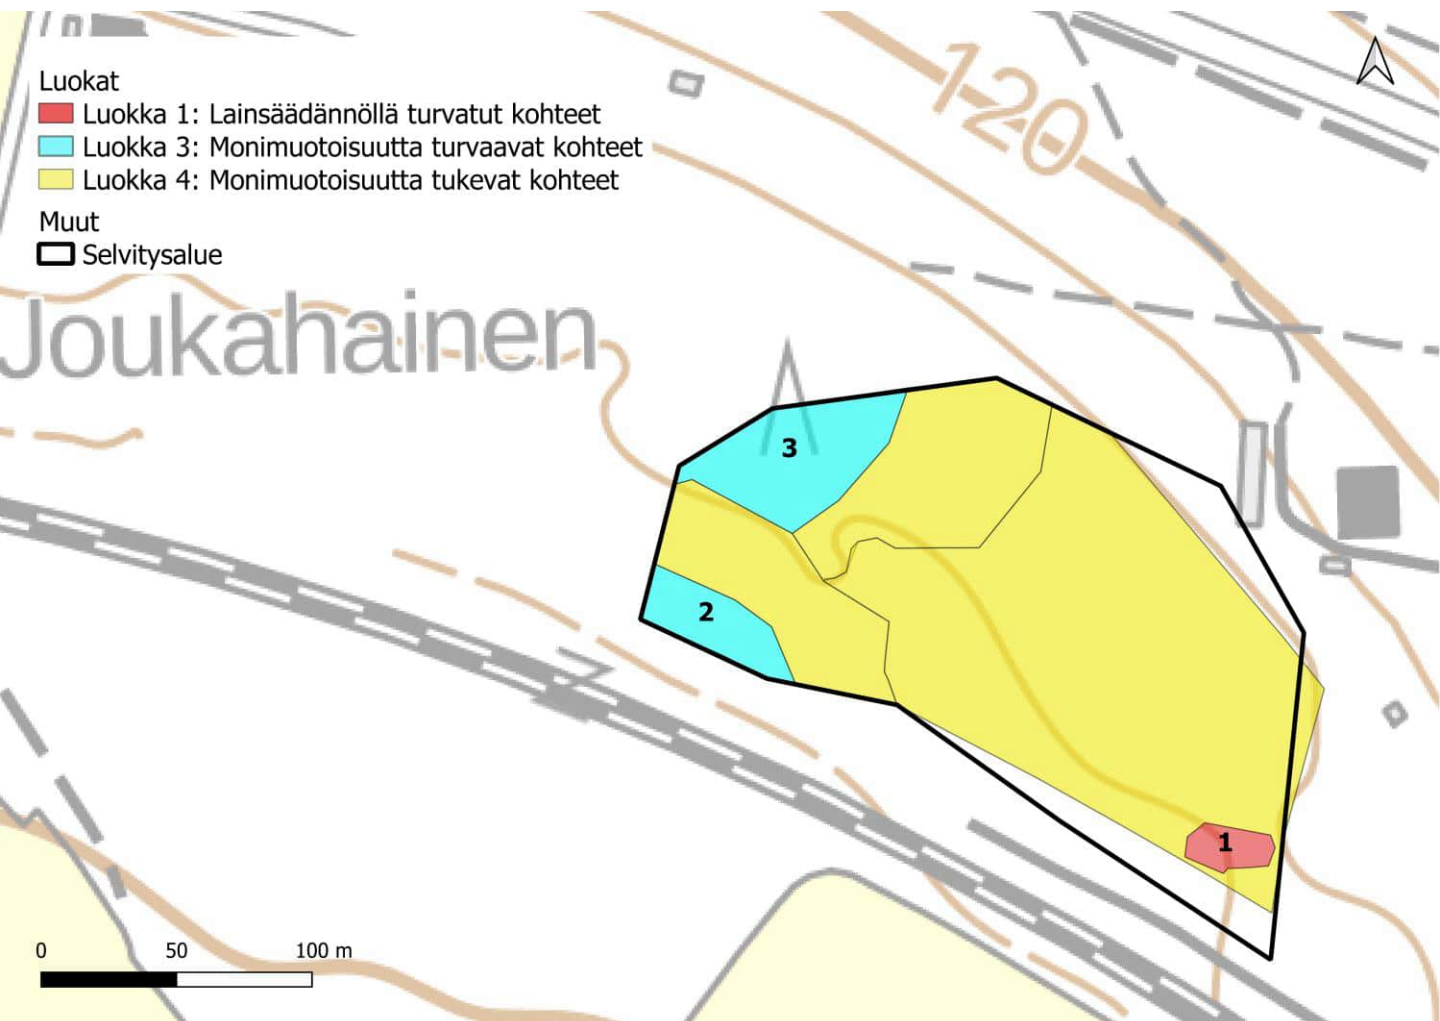 Luokat
Luokka 1: Lainsäädännöllä turvatut kohteet
Luokka 3: Monimuotoisuutta turvaavat kohteet
Luokka 4: Monimuotoisuutta tukevat kohteet
Muut
Selvitysalue
120
Joukahainen
3
2
1
0 50 100 m